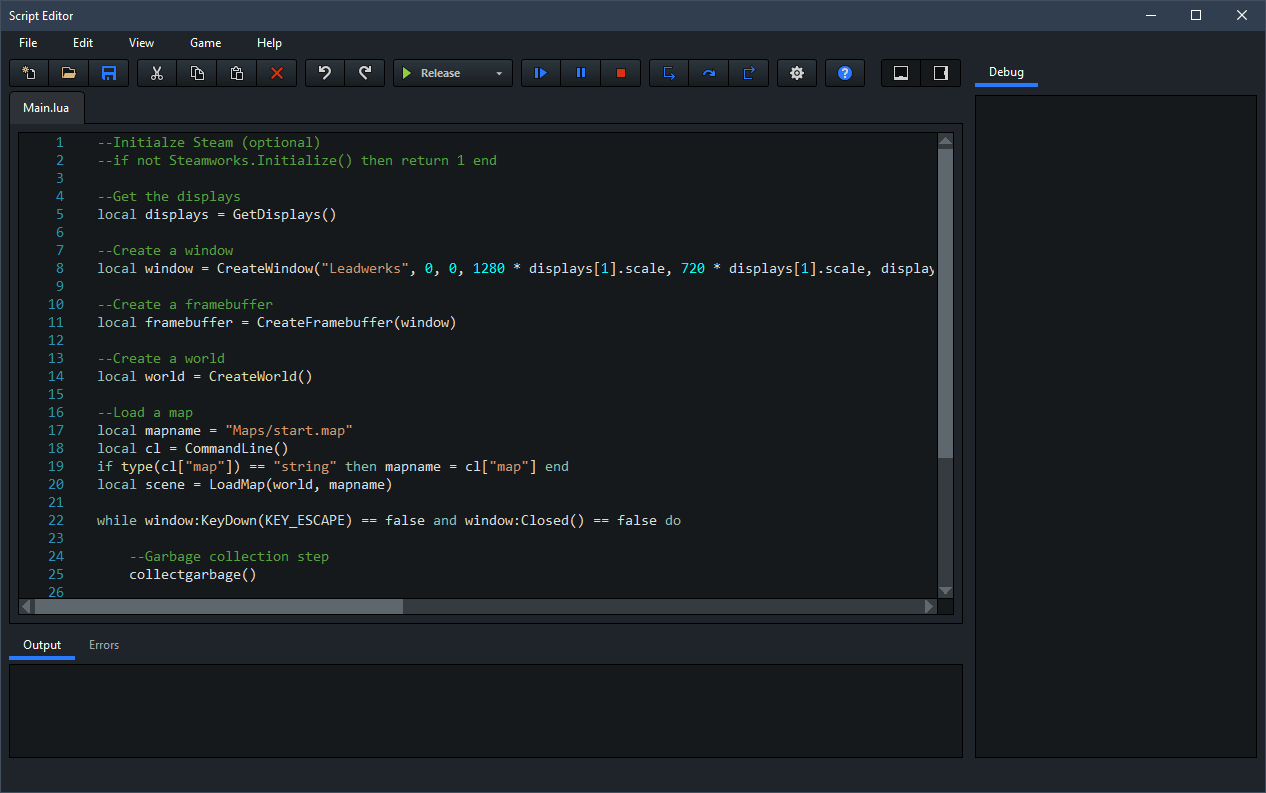 Script Editor
File Edit View Game Help
Release
Debug
Main.lua
1 --Initialze Steam (optional)
2 --if not Steamworks.Initialize() then return 1 end
3
4 --Get the displays
5 local displays = GetDisplays()
6
7 --Create a window
8 local window = CreateWindow("Leadwerks", 0, 0, 1280 * displays[1].scale, 720 * displays[1].scale, display
9
10 --Create a framebuffer
11 local framebuffer = CreateFramebuffer(window)
12
13 --Create a world
14 local world = CreateWorld()
15
16 --Load a map
17 local mapname = "Maps/start.map"
18 local cl = CommandLine()
19 if type(cl["map"]) == "string" then mapname = cl["map"] end
20 local scene = LoadMap(world, mapname)
21
22 while window:KeyDown(KEY_ESCAPE) == false and window:Closed() == false do
23
24 --Garbage collection step
25 collectgarbage()
26
Output Errors